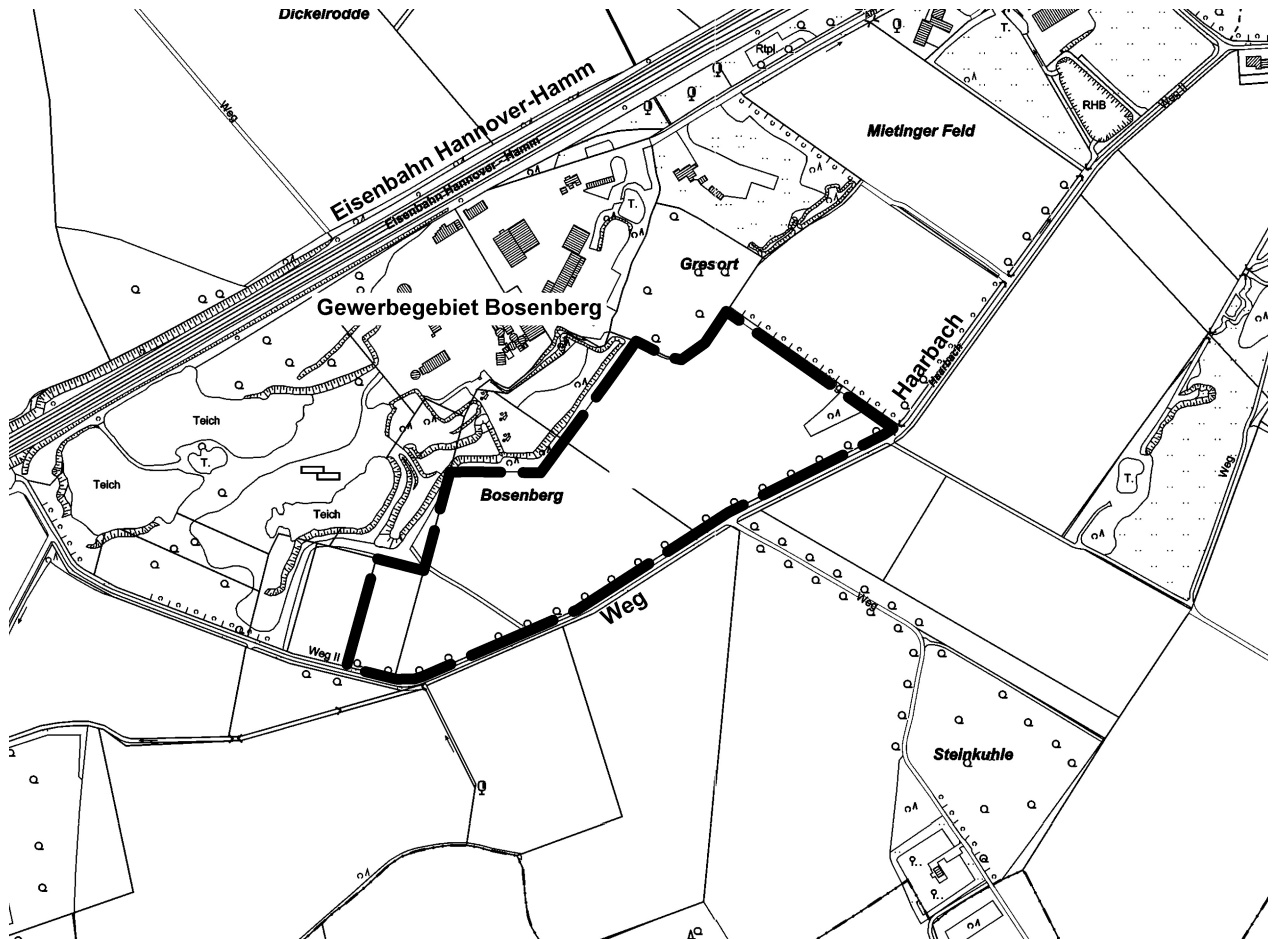 Dickelrodde
Rtpl.
T.
RHB
Weg II
Weg
Eisenbahn Hannover-Hamm
Eisenbahn Hannover - Hamm
Mietinger Feld
T.
Gresort
Gewerbegebiet Bosenberg
Haarbach
Haarbach
Teich
T.
Teich
Teich
Bosenberg
T.
Weg
Weg
Weg
Weg II
Steinkuhle